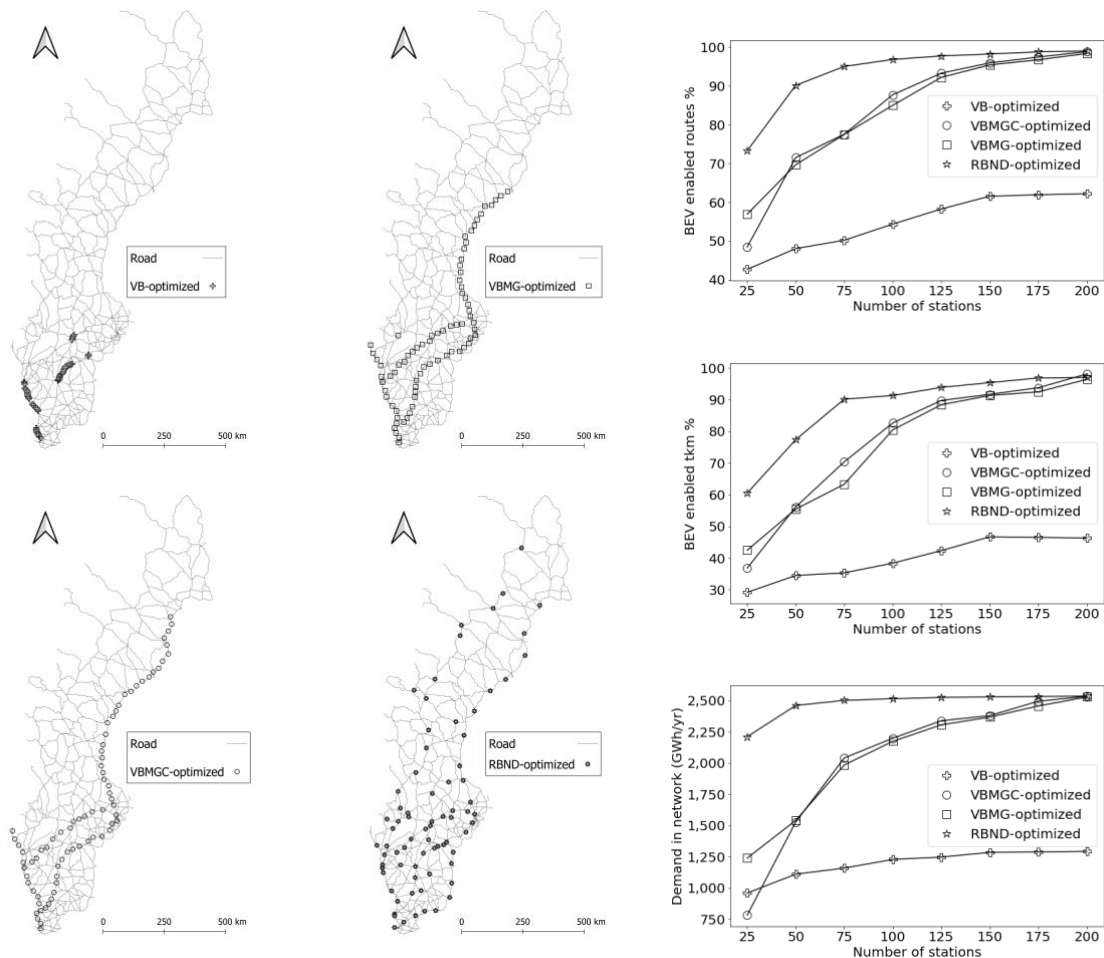 Road
VB-optimized
0 250 500 km
Road
VBMG-optimized
0 250 500 km
Road
VBMGC-optimized
0 250 500 km
Road
RBND-optimized
0 250 500 km
BEV enabled routes %
100
90
80
70
60
50
40
VB-optimized
VBMGC-optimized
VBMG-optimized
RBND-optimized
25 50 75 100 125 150 175 200
Number of stations
BEV enabled tkm %
100
90
80
70
60
50
40
30
VB-optimized
VBMGC-optimized
VBMG-optimized
RBND-optimized
25 50 75 100 125 150 175 200
Number of stations
Demand in network (GWh/yr)
2,500
2,250
2,000
1,750
1,500
1,250
1,000
750
VB-optimized
VBMGC-optimized
VBMG-optimized
RBND-optimized
25 50 75 100 125 150 175 200
Number of stations